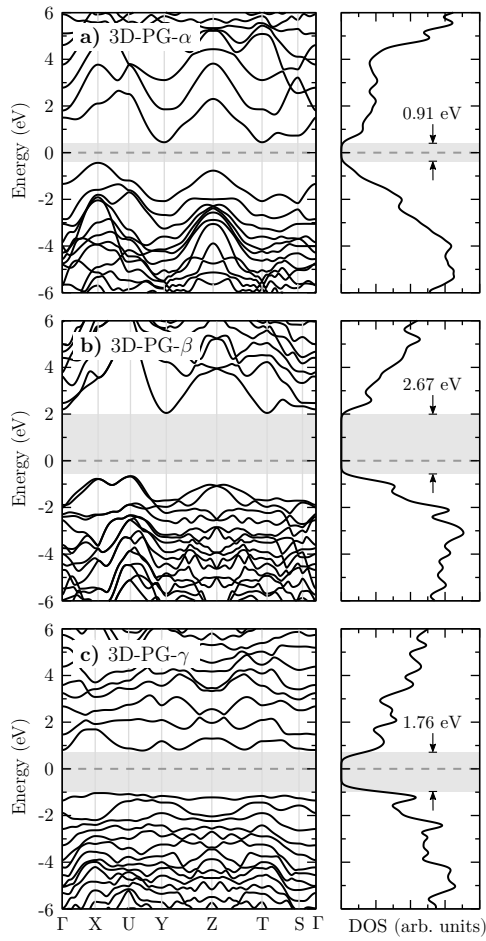 a) 3D-PG-α
Energy (eV)
6
4
2
0
-2
-4
-6
0.91 eV
b) 3D-PG-β
Energy (eV)
6
4
2
0
-2
-4
-6
2.67 eV
c) 3D-PG-γ
Energy (eV)
6
4
2
0
-2
-4
-6
1.76 eV
Γ X U Y Z T S Γ
DOS (arb. units)